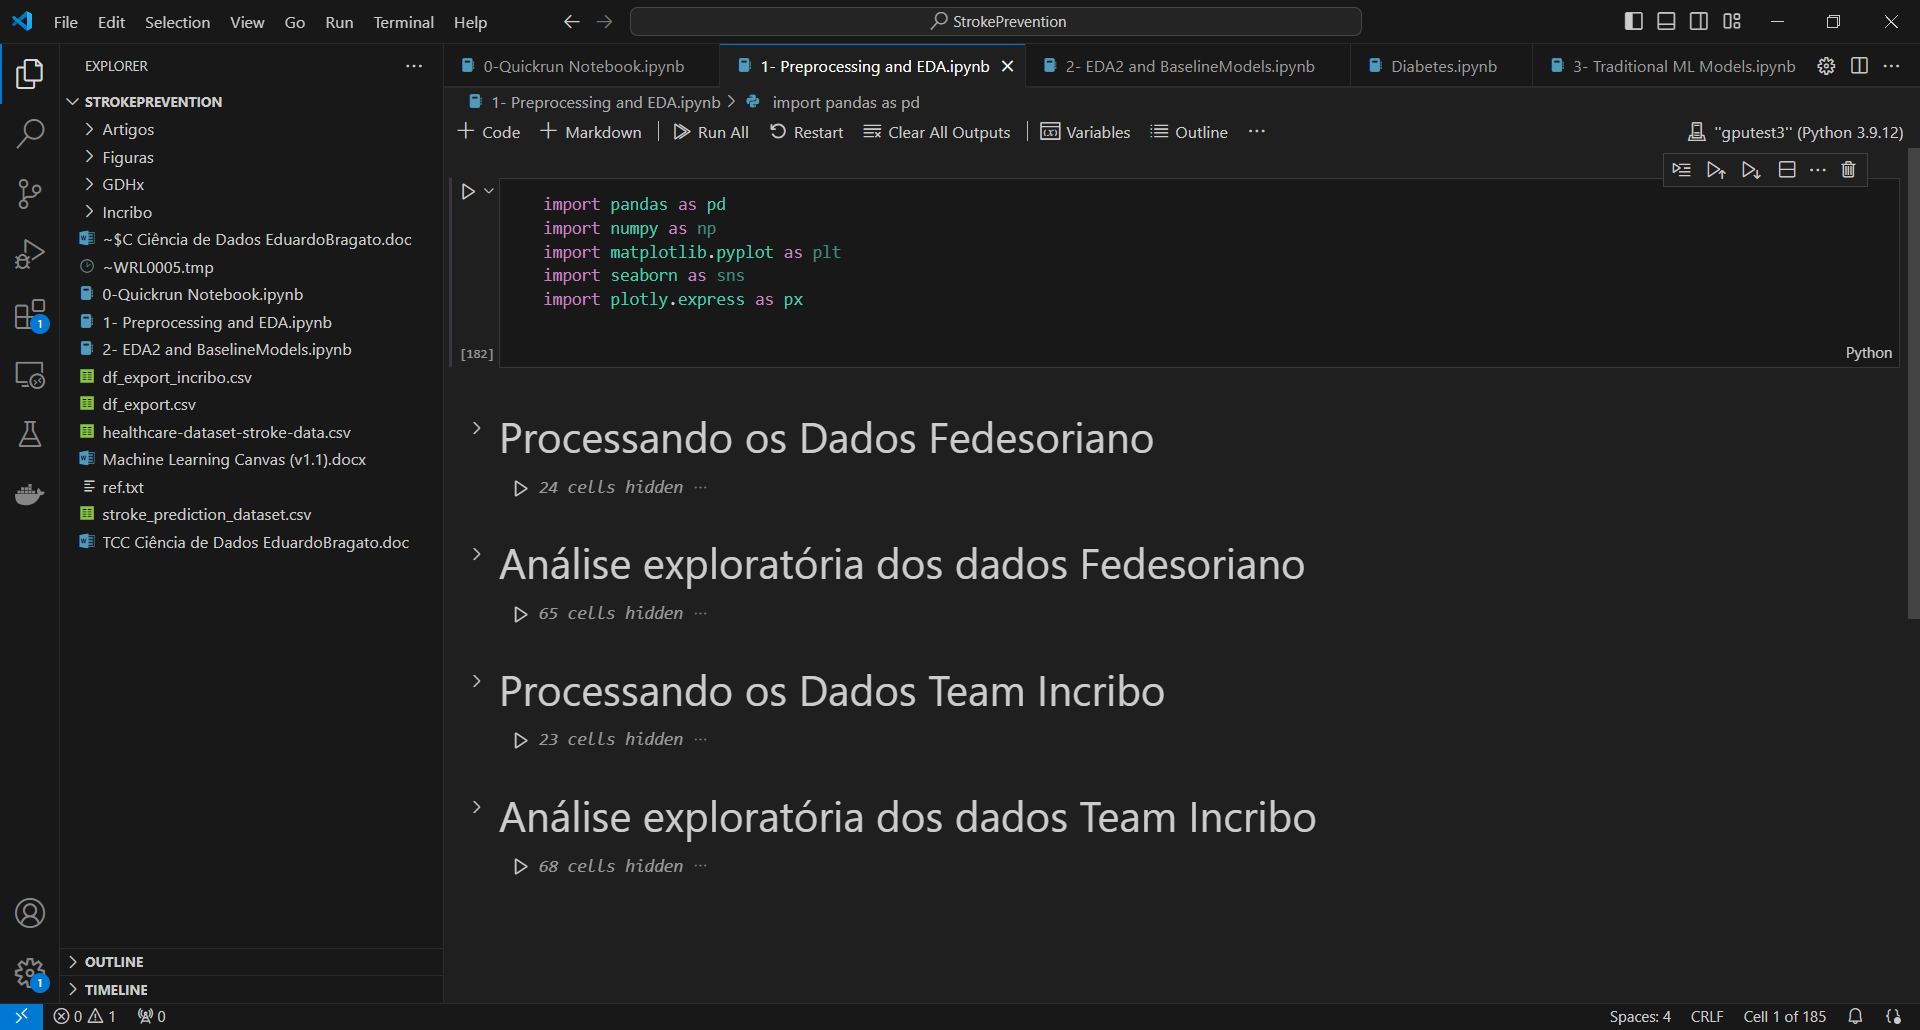 File Edit Selection View Go Run Terminal Help
StrokePrevention
EXPLORER
STROKEPREVENTION
Artigos
Figuras
GDHx
Incribo
~$C Ciência de Dados EduardoBragato.doc
~WRL0005.tmp
0-Quickrun Notebook.ipynb
1- Preprocessing and EDA.ipynb
2- EDA2 and BaselineModels.ipynb
df_export_incribo.csv
df_export.csv
healthcare-dataset-stroke-data.csv
Machine Learning Canvas (v1.1).docx
ref.txt
stroke_prediction_dataset.csv
TCC Ciência de Dados EduardoBragato.doc
OUTLINE
TIMELINE
0-Quickrun Notebook.ipynb 1- Preprocessing and EDA.ipynb 2- EDA2 and BaselineModels.ipynb Diabetes.ipynb 3- Traditional ML Models.ipynb
1- Preprocessing and EDA.ipynb > import pandas as pd
Code Markdown Run All Restart Clear All Outputs Variables Outline ··· "gputest3" (Python 3.9.12)
import pandas as pd
import numpy as np
import matplotlib.pyplot as plt
import seaborn as sns
import plotly.express as px
[182]
Python
Processando os Dados Fedesoriano
24 cells hidden ···
Análise exploratória dos dados Fedesoriano
65 cells hidden ···
Processando os Dados Team Incribo
23 cells hidden ···
Análise exploratória dos dados Team Incribo
68 cells hidden ···
1
1
0 1 0
Spaces: 4 CRLF Cell 1 of 185